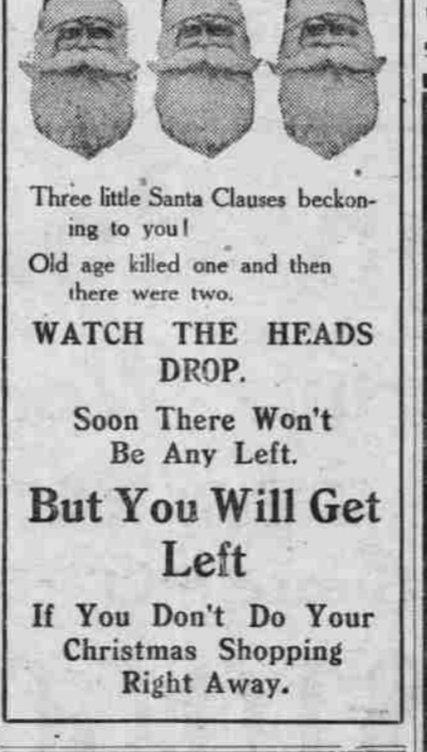 Three little Santa Clauses beckon-
ing to you!
Old age killed one and then
there were two.
WATCH THE HEADS
DROP.
Soon There Won't
Be Any Left.
But You Will Get
Left
If You Don't Do Your
Christmas Shopping
Right Away.